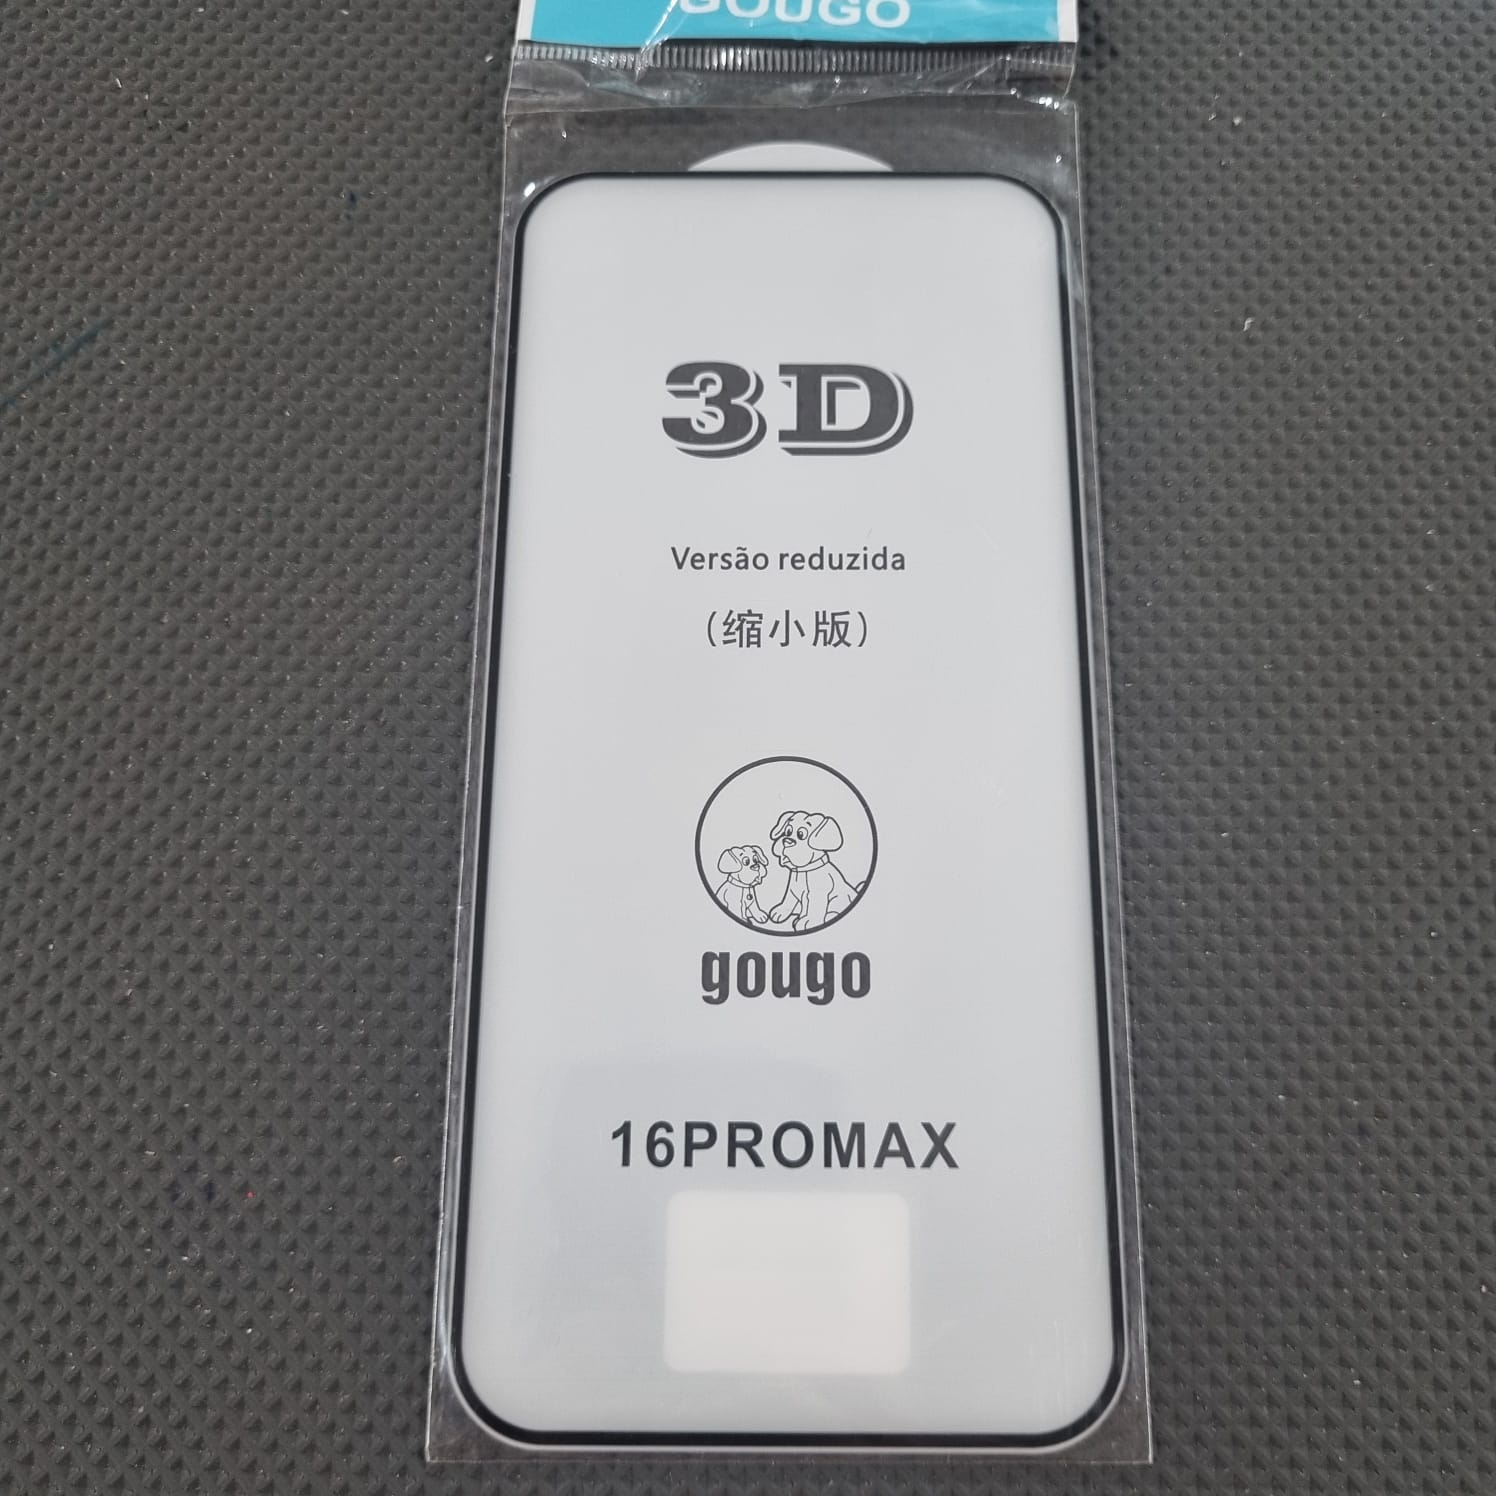 GOUGO
3D
Versão reduzida
(缩小版)
gougo
16PROMAX